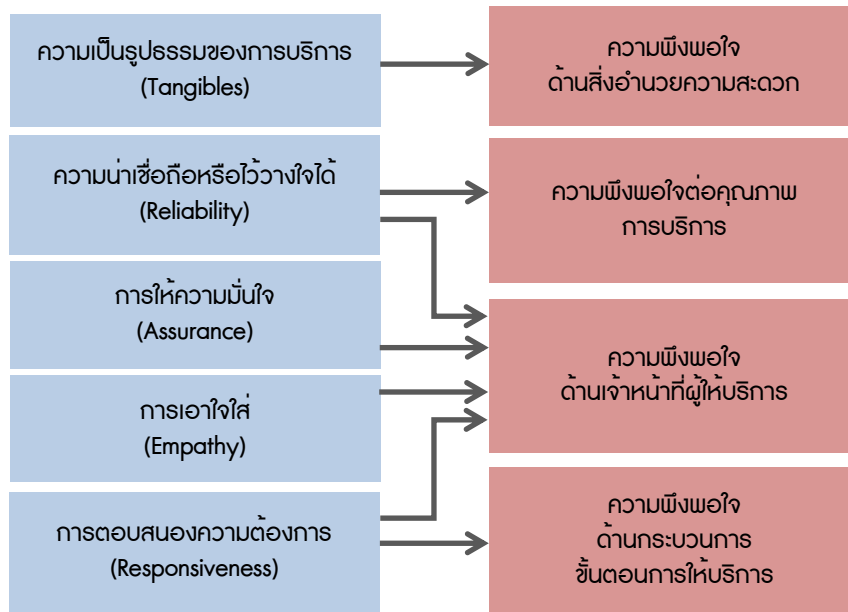 ความเป็นรูปธรรมของการบริการ
(Tangibles)
ความพึงพอใจ
ด้านสิ่งอำนวยความสะดวก
ความน่าเชื่อถือหรือไว้วางใจได้
(Reliability)
ความพึงพอใจต่อคุณภาพ
การบริการ
การให้ความมั่นใจ
(Assurance)
ความพึงพอใจ
ด้านเจ้าหน้าที่ผู้ให้บริการ
การเอาใจใส่
(Empathy)
การตอบสนองความต้องการ
(Responsiveness)
ความพึงพอใจ
ด้านกระบวนการ
ขั้นตอนการให้บริการ